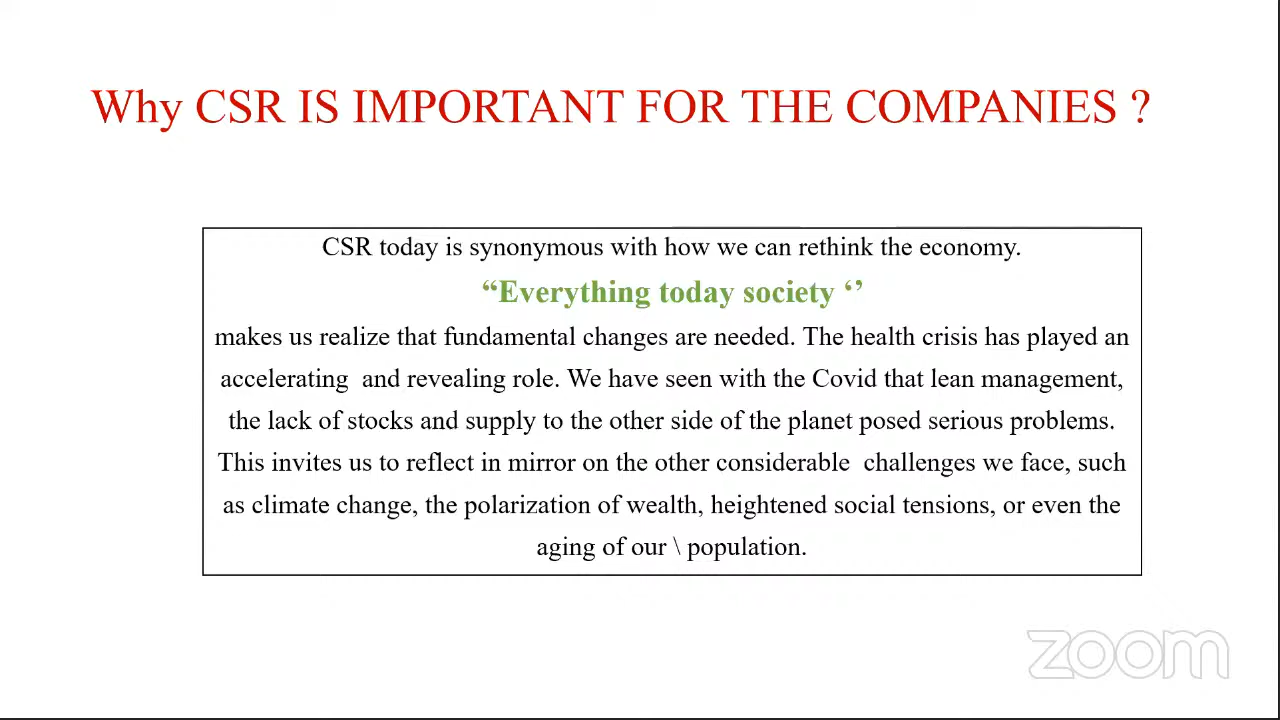 Why CSR IS IMPORTANT FOR THE COMPANIES ?
CSR today is synonymous with how we can rethink the economy.
“Everything today society ‘’
makes us realize that fundamental changes are needed. The health crisis has played an
accelerating  and revealing role. We have seen with the Covid that lean management,
the lack of stocks and supply to the other side of the planet posed serious problems.
This invites us to reflect in mirror on the other considerable  challenges we face, such
as climate change, the polarization of wealth, heightened social tensions, or even the
aging of our \ population.
zoom